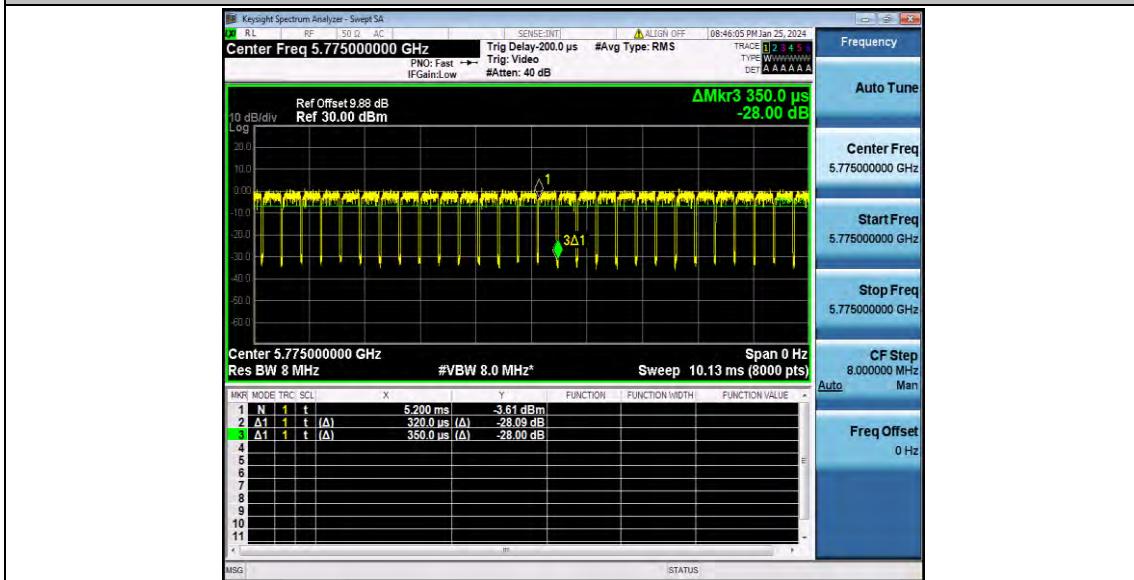 Keysight Spectrum Analyzer - Swept SA
RL RF 50 Ω AC SENSE:INT ALIGN OFF 08:46:05 PM Jan 25, 2024
Center Freq 5.775000000 GHz
PNO: Fast
IFGain:Low
Trig Delay-200.0 µs
Trig: Video
#Atten: 40 dB
#Avg Type: RMS
TRACE 1 2 3 4 5 6
TYPE WWWWWW
DET A A A A A A
ΔMkr3 350.0 µs
-28.00 dB
Ref Offset 9.88 dB
10 dB/div Ref 30.00 dBm
Log
20.0
10.0
0.00
-10.0
-20.0
-30.0
-40.0
-50.0
-60.0
1
3Δ1
Center 5.775000000 GHz Span 0 Hz
Res BW 8 MHz #VBW 8.0 MHz* Sweep 10.13 ms (8000 pts)
MKR MODE TRC SCL X Y FUNCTION FUNCTION WIDTH FUNCTION VALUE
1 N 1 t 5.200 ms -3.61 dBm
2 Δ1 1 t (Δ) 320.0 µs (Δ) -28.09 dB
3 Δ1 1 t (Δ) 350.0 µs (Δ) -28.00 dB
4
5
6
7
8
9
10
11
MSG STATUS
Frequency
Auto Tune
Center Freq
5.775000000 GHz
Start Freq
5.775000000 GHz
Stop Freq
5.775000000 GHz
CF Step
8.000000 MHz
Auto Man
Freq Offset
0 Hz